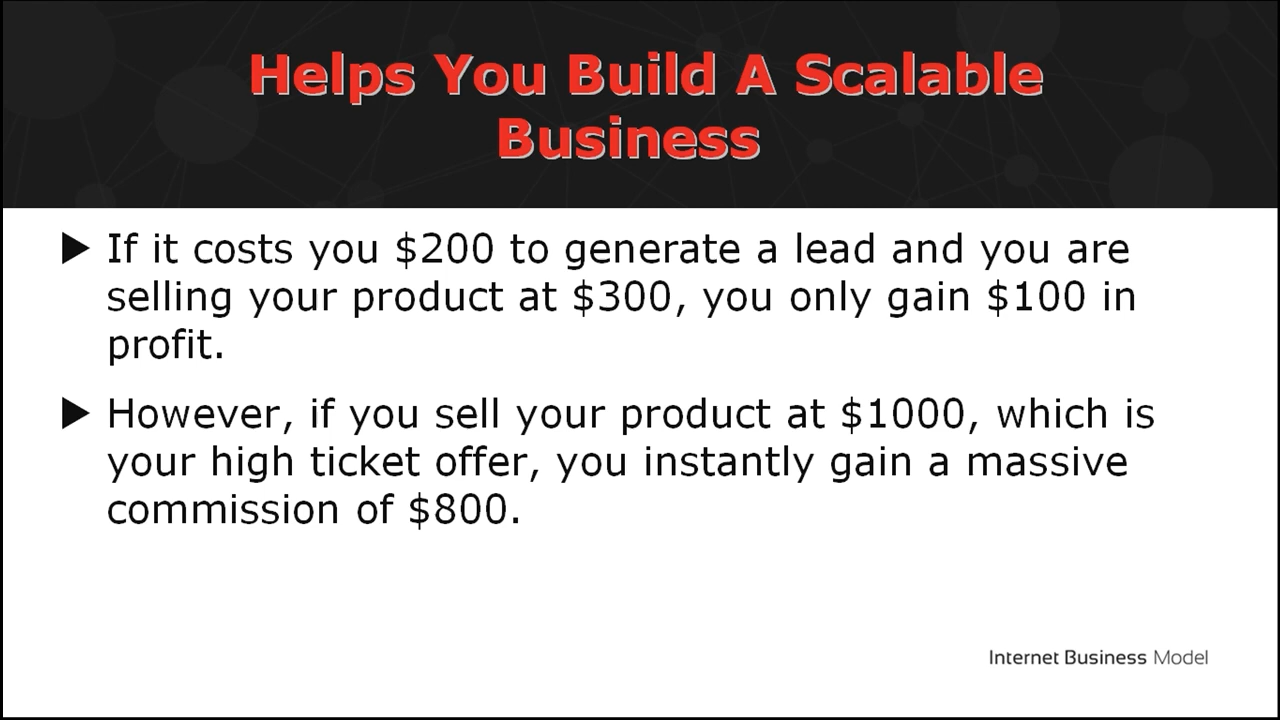 Helps You Build A Scalable
Business
If it costs you $200 to generate a lead and you are
selling your product at $300, you only gain $100 in
profit.
However, if you sell your product at $1000, which is
your high ticket offer, you instantly gain a massive
commission of $800.
Internet Business Model